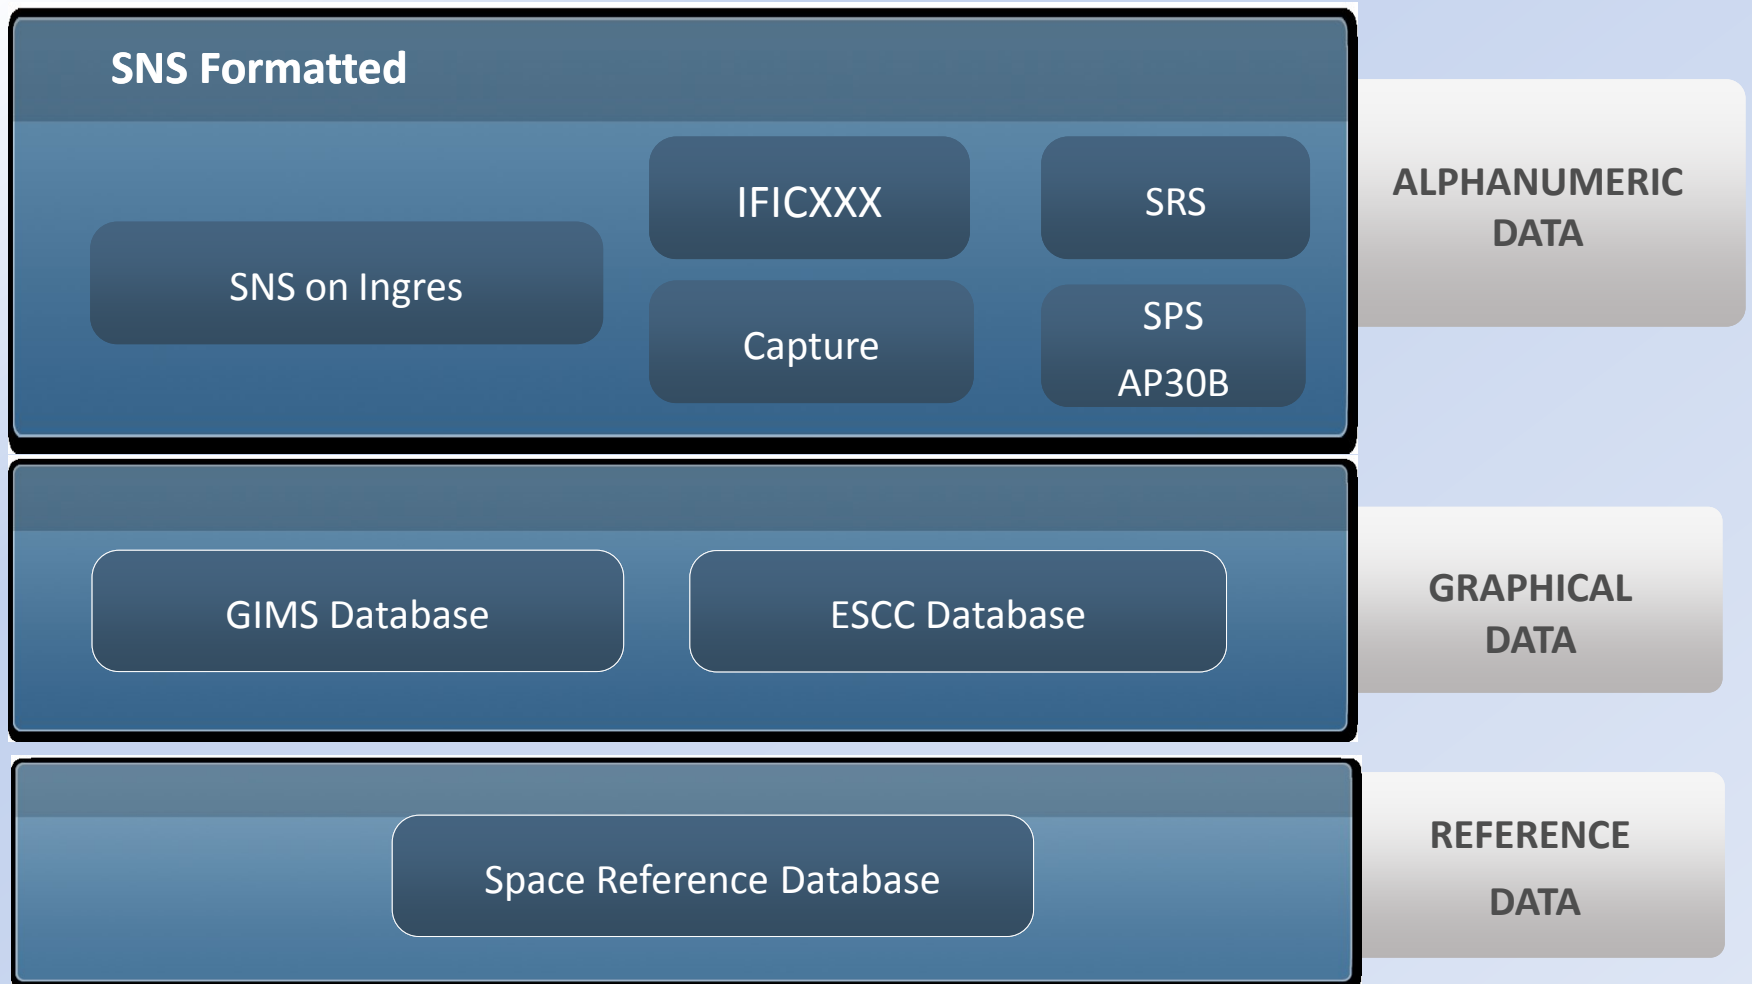 SNS Formatted
IFICXXX
SRS
SNS on Ingres
Capture
SPS
AP30B
ALPHANUMERIC
DATA
GIMS Database
ESCC Database
GRAPHICAL
DATA
Space Reference Database
REFERENCE
DATA